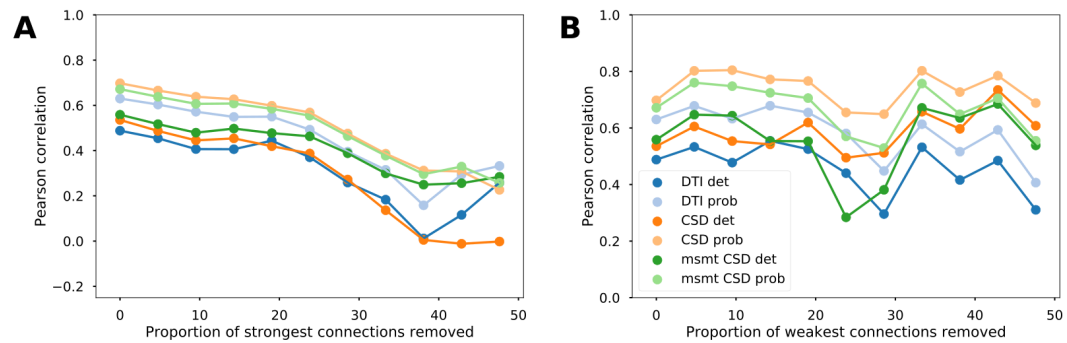 A
1.0
0.8
0.6
0.4
0.2
0.0
−0.2
Pearson correlation
0 10 20 30 40 50
Proportion of strongest connections removed
B
1.0
0.8
0.6
0.4
0.2
0.0
Pearson correlation
DTI det
DTI prob
CSD det
CSD prob
msmt CSD det
msmt CSD prob
0 10 20 30 40 50
Proportion of weakest connections removed